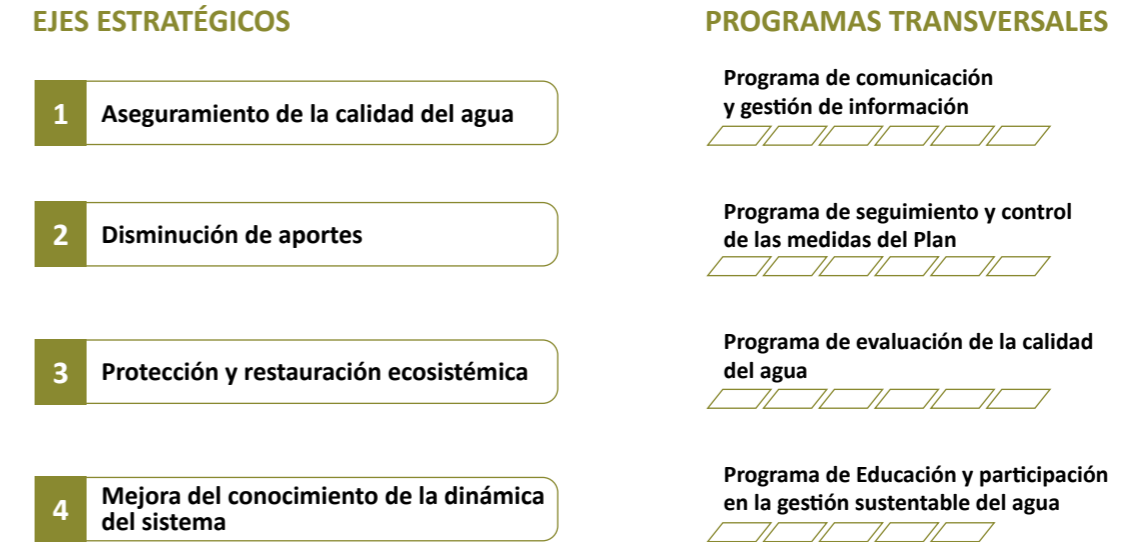 EJES ESTRATÉGICOS
1
Aseguramiento de la calidad del agua
2
Disminución de aportes
3
Protección y restauración ecosistémica
4
Mejora del conocimiento de la dinámica
del sistema
PROGRAMAS TRANSVERSALES
Programa de comunicación
y gestión de información
Programa de seguimiento y control
de las medidas del Plan
Programa de evaluación de la calidad
del agua
Programa de Educación y participación
en la gestión sustentable del agua